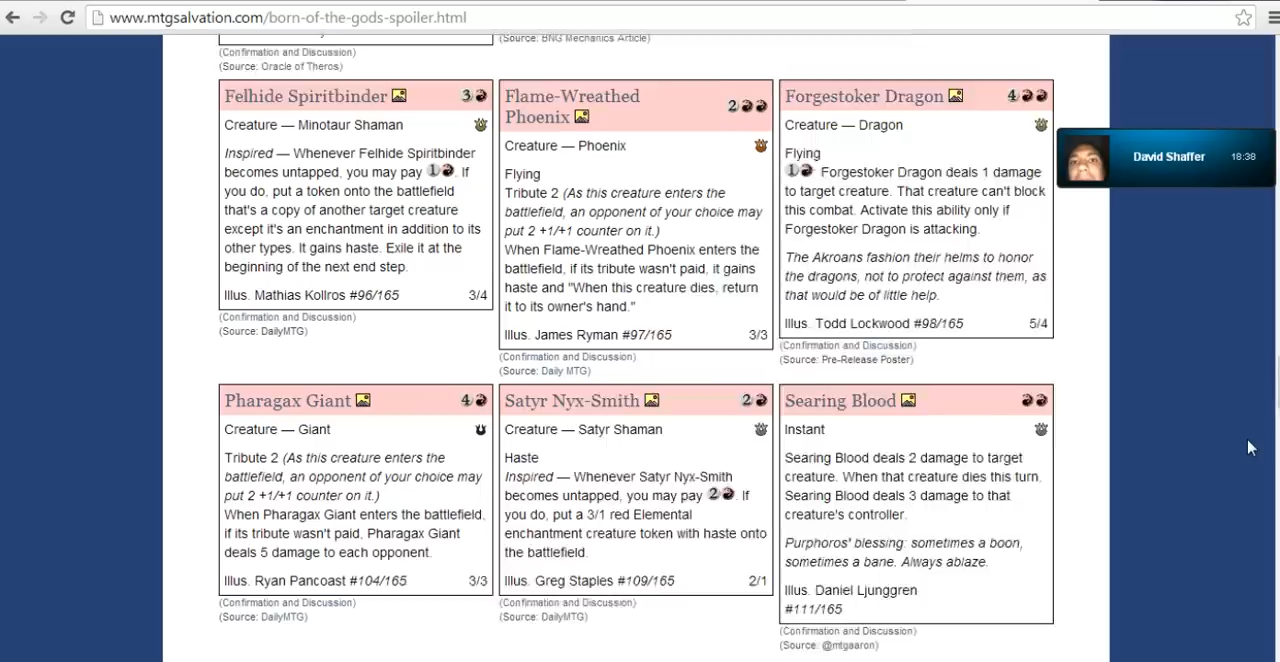 www.mtgsalvation.com/born-of-the-gods-spoiler.html
(Confirmation and Discussion)
(Source: Oracle of Theros)
(Source: BNG Mechanics Article)
Felhide Spiritbinder 3
Creature — Minotaur Shaman
Inspired — Whenever Felhide Spiritbinder
becomes untapped, you may pay 1 . If
you do, put a token onto the battlefield
that's a copy of another target creature
except it's an enchantment in addition to its
other types. It gains haste. Exile it at the
beginning of the next end step.
Illus. Mathias Kollros #96/165 3/4
(Confirmation and Discussion)
(Source: DailyMTG)
Flame-Wreathed
Phoenix 2
Creature — Phoenix
Flying
Tribute 2 (As this creature enters the
battlefield, an opponent of your choice may
put 2 +1/+1 counter on it.)
When Flame-Wreathed Phoenix enters the
battlefield, if its tribute wasn't paid, it gains
haste and "When this creature dies, return
it to its owner's hand."
Illus. James Ryman #97/165 3/3
(Confirmation and Discussion)
(Source: Daily MTG)
Forgestoker Dragon 4
Creature — Dragon
Flying
1 Forgestoker Dragon deals 1 damage
to target creature. That creature can't block
this combat. Activate this ability only if
Forgestoker Dragon is attacking.
The Akroans fashion their helms to honor
the dragons, not to protect against them, as
that would be of little help.
Illus. Todd Lockwood #98/165 5/4
(Confirmation and Discussion)
(Source: Pre-Release Poster)
David Shaffer 18:38
Pharagax Giant 4
Creature — Giant
Tribute 2 (As this creature enters the
battlefield, an opponent of your choice may
put 2 +1/+1 counter on it.)
When Pharagax Giant enters the battlefield,
if its tribute wasn't paid, Pharagax Giant
deals 5 damage to each opponent.
Illus. Ryan Pancoast #104/165 3/3
(Confirmation and Discussion)
(Source: DailyMTG)
Satyr Nyx-Smith 2
Creature — Satyr Shaman
Haste
Inspired — Whenever Satyr Nyx-Smith
becomes untapped, you may pay 2 . If
you do, put a 3/1 red Elemental
enchantment creature token with haste onto
the battlefield.
Illus. Greg Staples #109/165 2/1
(Confirmation and Discussion)
(Source: DailyMTG)
Searing Blood
Instant
Searing Blood deals 2 damage to target
creature. When that creature dies this turn,
Searing Blood deals 3 damage to that
creature's controller.
Purphoros' blessing: sometimes a boon,
sometimes a bane. Always ablaze.
Illus. Daniel Ljunggren
#111/165
(Confirmation and Discussion)
(Source: @mtgaaron)